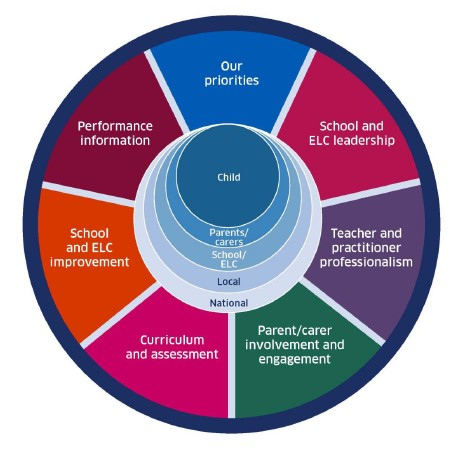 Our
priorities
School and
ELC leadership
Teacher and
practitioner
professionalism
Parent/carer
involvement and
engagement
Curriculum
and assessment
School
and ELC
improvement
Performance
information
Child
Parents/
carers
School/
ELC
Local
National